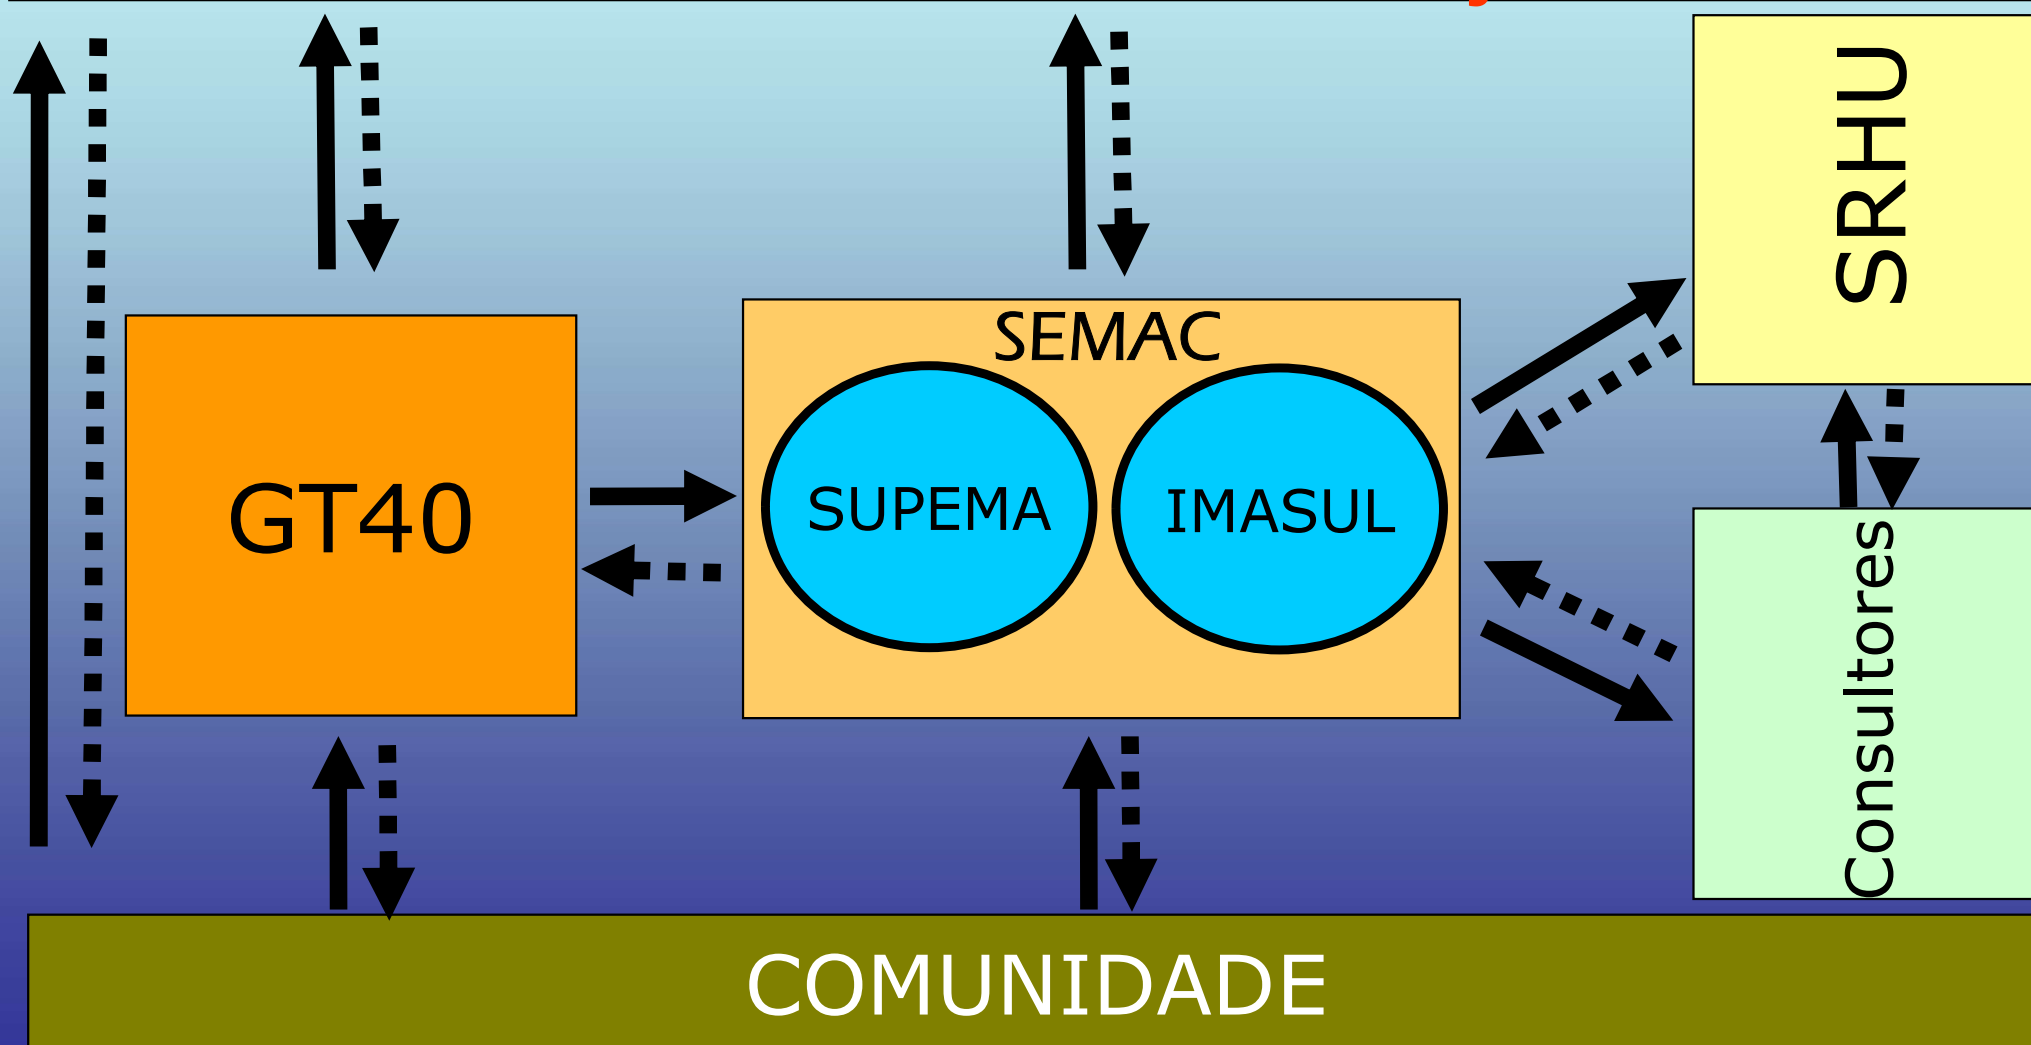 SRHU
SEMAC
GT40
SUPEMA
IMASUL
Consultores
COMUNIDADE